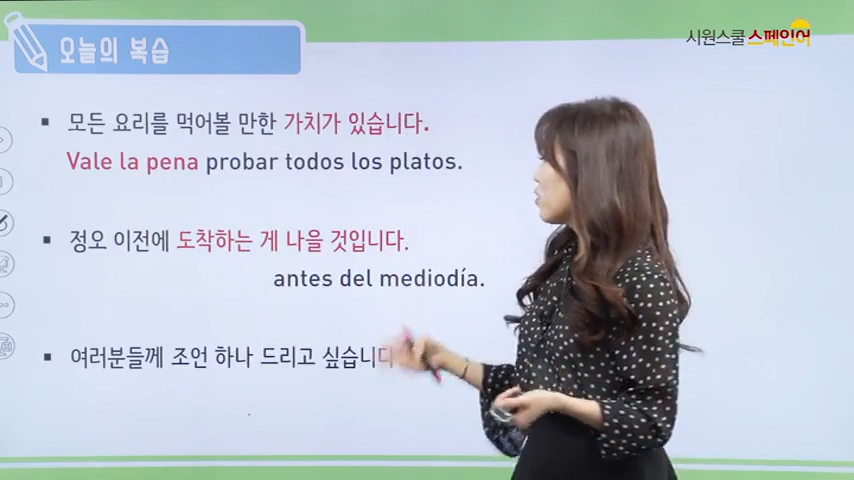 오늘의 복습
시원스쿨 스페인어
모든 요리를 먹어볼 만한 가치가 있습니다.
Vale la pena probar todos los platos.
정오 이전에 도착하는 게 나을 것입니다.
antes del mediodía.
여러분들께 조언 하나 드리고 싶습니다